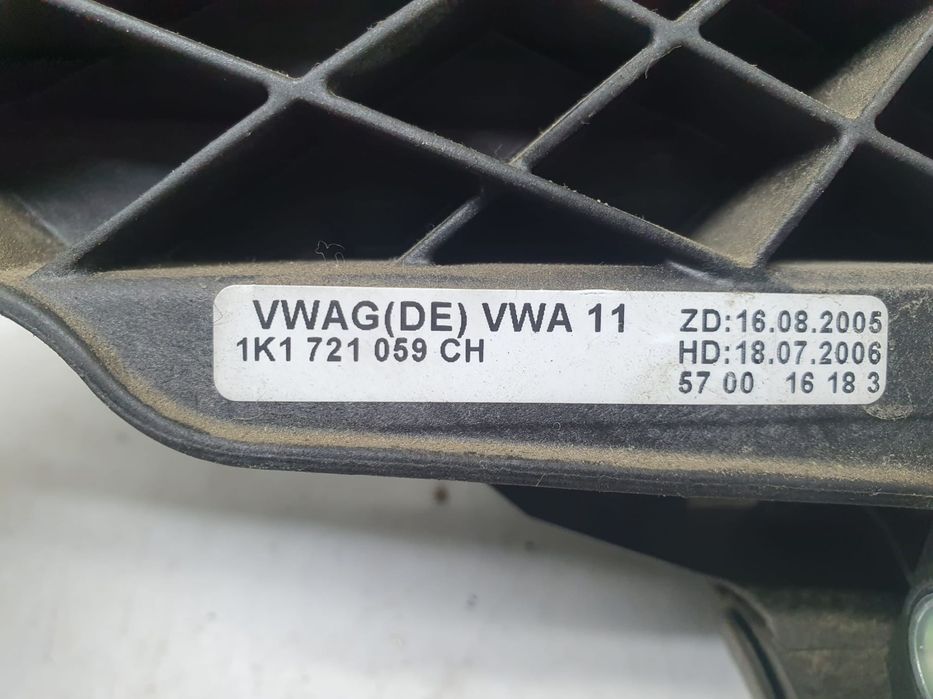 VWAG(DE) VWA 11
1K1 721 059 CH
ZD:16.08.2005
HD:18.07.2006
57 00 16 18 3